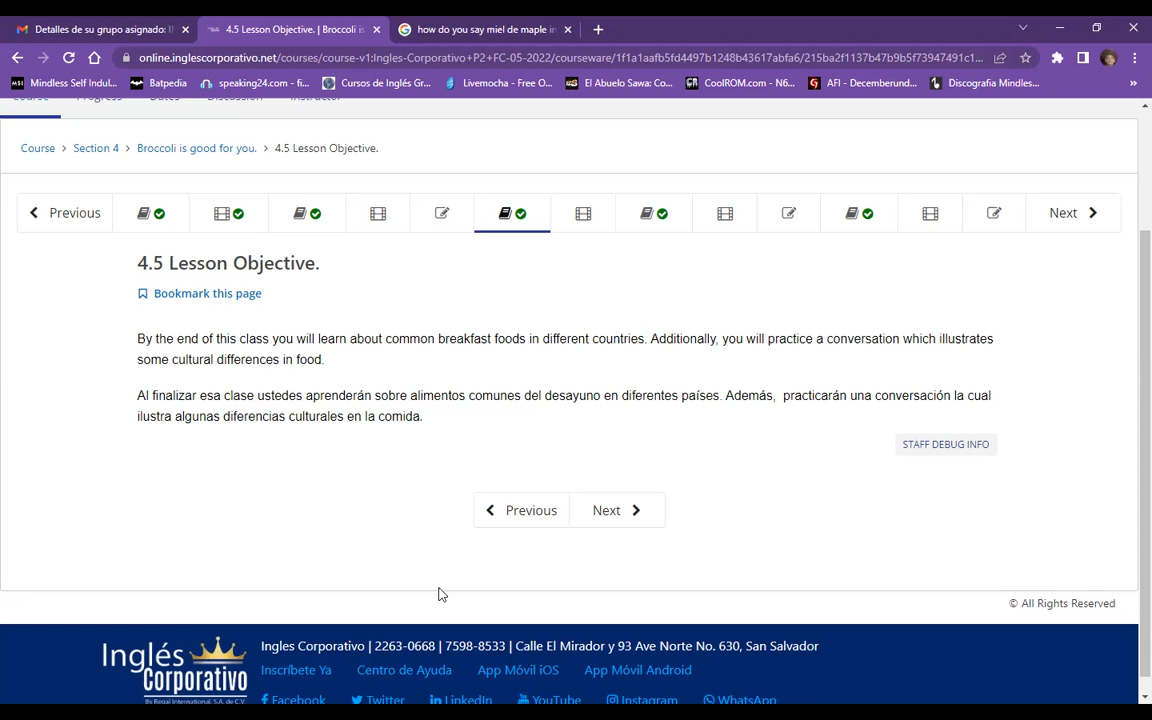 Detalles de su grupo asignado: I
4.5 Lesson Objective. | Broccoli is
how do you say miel de maple in
online.inglescorporativo.net/courses/course-v1:Ingles-Corporativo+P2+FC-05-2022/courseware/1f1a1aafb5fd4497b1248b43617abfa6/215ba2f1137b47b9b5f73947491c1...
Mindless Self Indul...
Batpedia
speaking24.com - fi...
Cursos de Inglés Gr...
Livemocha - Free O...
El Abuelo Sawa: Co...
CoolROM.com - N6...
AFI - Decemberund...
Discografia Mindles...
»
Course Progress Dates Discussion Instructor
Course > Section 4 > Broccoli is good for you. > 4.5 Lesson Objective.
Previous
Next
4.5 Lesson Objective.
Bookmark this page
By the end of this class you will learn about common breakfast foods in different countries. Additionally, you will practice a conversation which illustrates
some cultural differences in food.
Al finalizar esa clase ustedes aprenderán sobre alimentos comunes del desayuno en diferentes países. Además, practicarán una conversación la cual
ilustra algunas diferencias culturales en la comida.
STAFF DEBUG INFO
Previous
Next
© All Rights Reserved
Inglés
Corporativo
By Regal International, S.A. de C.V.
Ingles Corporativo | 2263-0668 | 7598-8533 | Calle El Mirador y 93 Ave Norte No. 630, San Salvador
Inscríbete Ya Centro de Ayuda App Móvil iOS App Móvil Android
Facebook Twitter LinkedIn YouTube Instagram WhatsApp